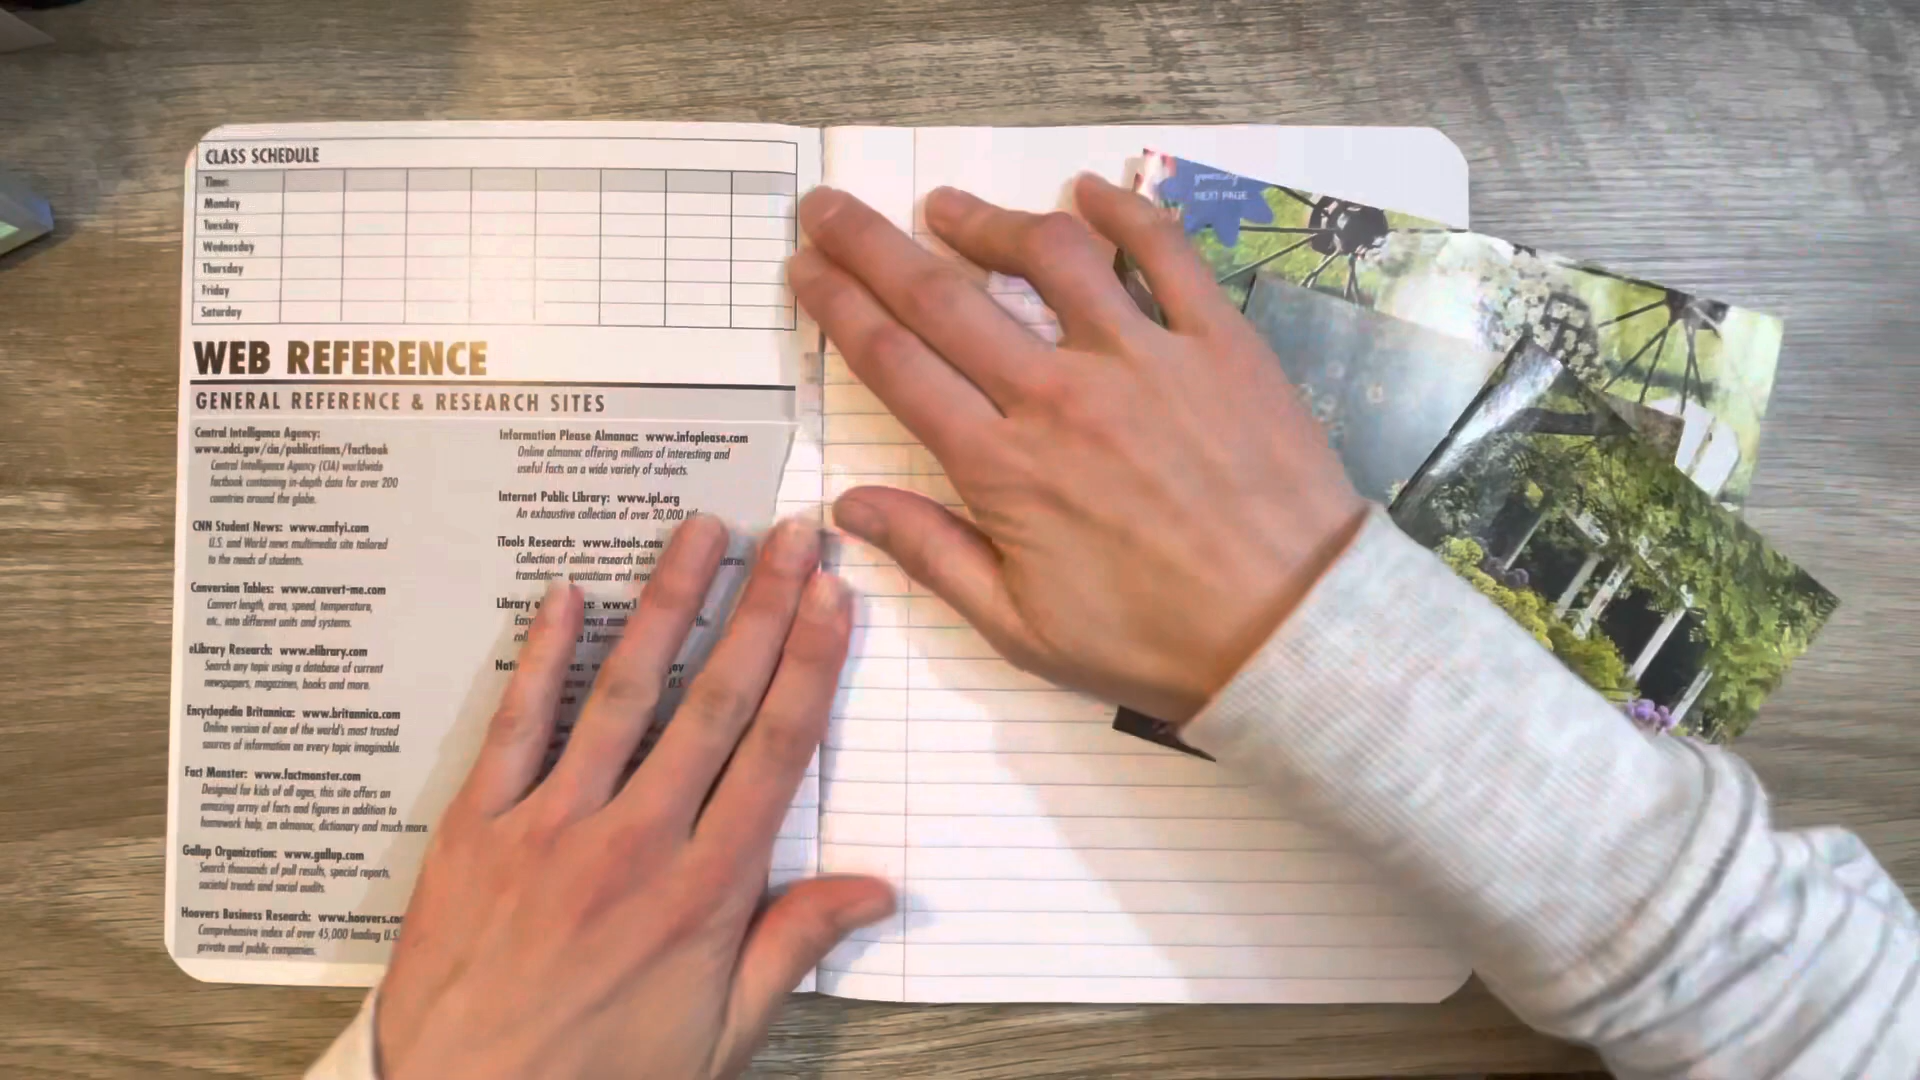 CLASS SCHEDULE
Time:
Monday
Tuesday
Wednesday
Thursday
Friday
Saturday
WEB REFERENCE
GENERAL REFERENCE & RESEARCH SITES
Central Intelligence Agency:
www.odci.gov/cia/publications/factbook
Central Intelligence Agency (CIA) worldwide
factbook containing in-depth data for over 200
countries around the globe.
CNN Student News: www.cnnfyi.com
U.S. and World news multimedia site tailored
to the needs of students.
Conversion Tables: www.convert-me.com
Convert length, area, speed, temperature,
etc., into different units and systems.
eLibrary Research: www.elibrary.com
Search any topic using a database of current
newspapers, magazines, books and more.
Encyclopedia Britannica: www.britannica.com
Online version of one of the world's most trusted
sources of information on every topic imaginable.
Fact Monster: www.factmonster.com
Designed for kids of all ages, this site offers an
amazing array of facts and figures in addition to
homework help, an almanac, dictionary and much more.
Gallup Organization: www.gallup.com
Search thousands of poll results, special reports,
societal trends and social audits.
Hoovers Business Research: www.hoovers.co
Comprehensive index of over 45,000 leading U.S.
private and public companies.
Information Please Almanac: www.infoplease.com
Online almanac offering millions of interesting and
useful facts on a wide variety of subjects.
Internet Public Library: www.ipl.org
An exhaustive collection of over 20,000
iTools Research: www.itools.com
Collection of online research tools
quotations and
Library www.
U.S.
NEXT PAGE